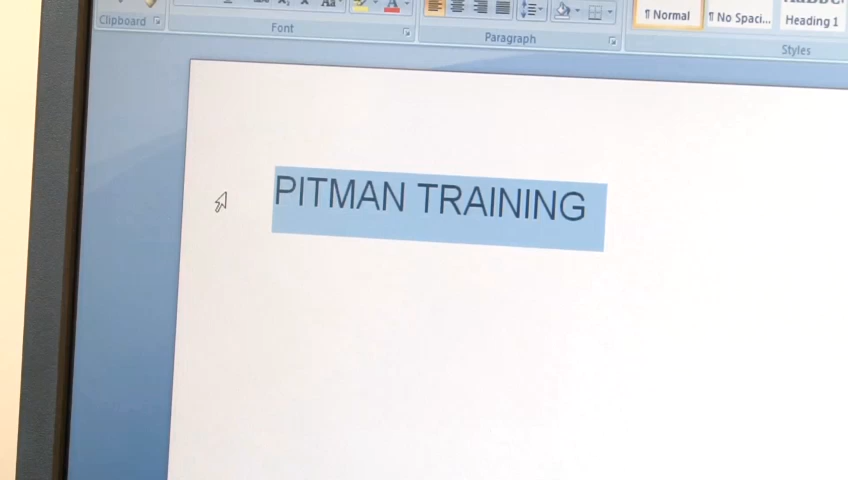 Clipboard
Font
Paragraph
¶ Normal
¶ No Spaci...
Heading 1
Styles
PITMAN TRAINING